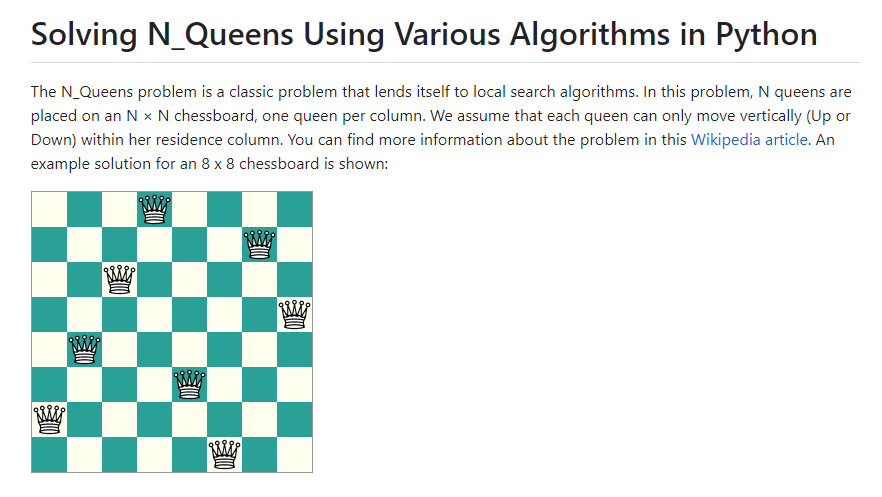 Solving N_Queens Using Various Algorithms in Python
The N_Queens problem is a classic problem that lends itself to local search algorithms. In this problem, N queens are
placed on an N × N chessboard, one queen per column. We assume that each queen can only move vertically (Up or
Down) within her residence column. You can find more information about the problem in this Wikipedia article. An
example solution for an 8 x 8 chessboard is shown: